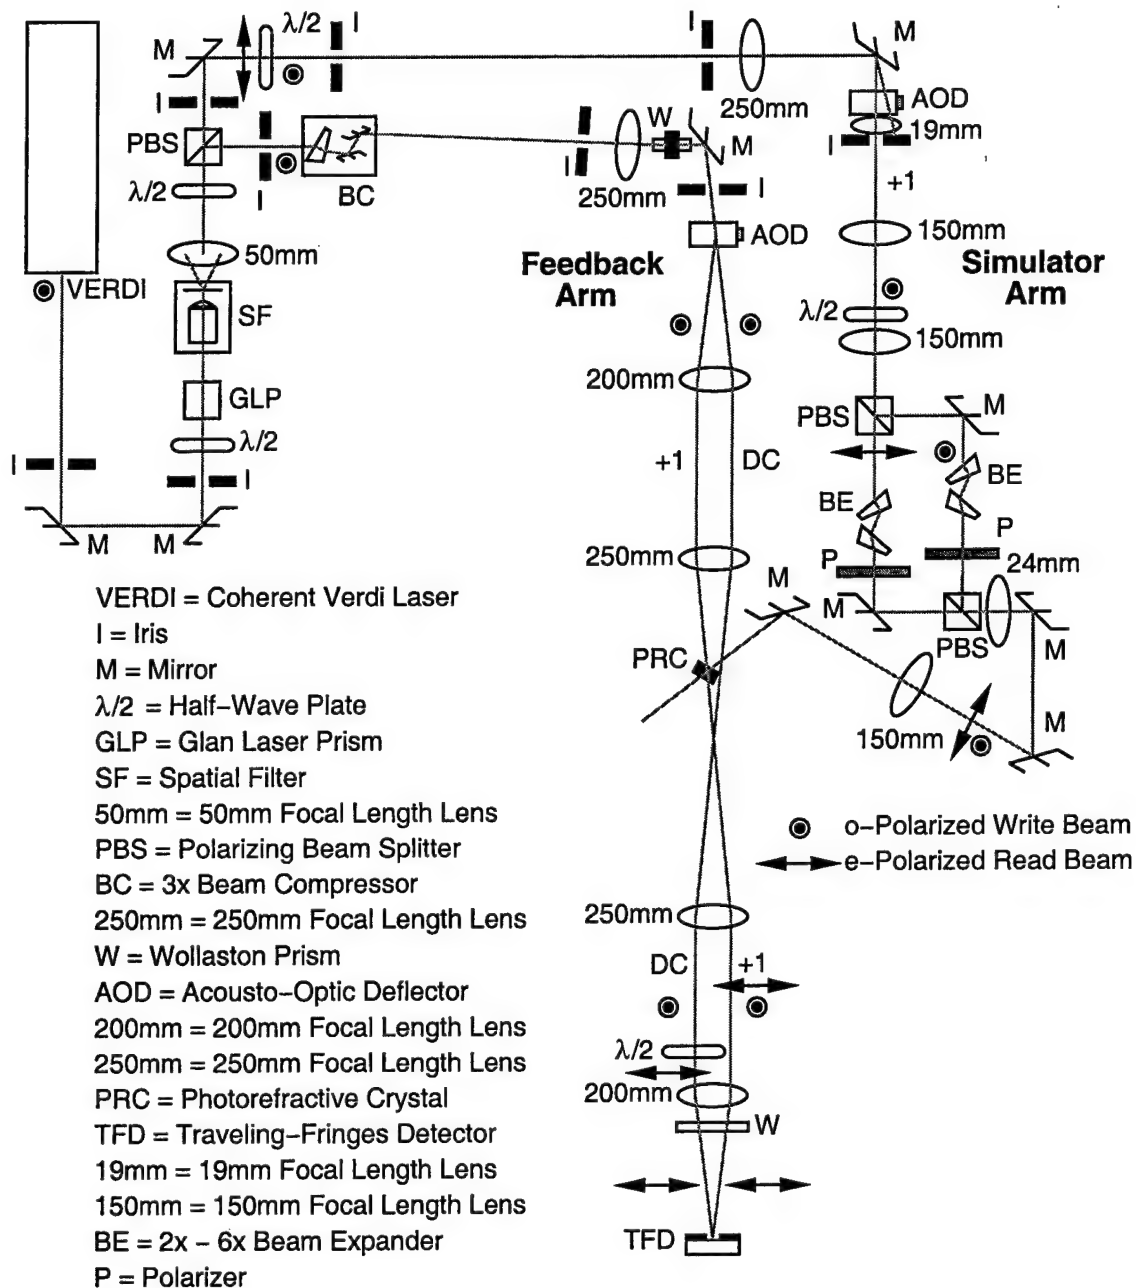 λ/2
I
I
M
M
250mm
AOD
19mm
I
W
M
I
PBS
BC
I
I
250mm
I
+1
λ/2
AOD
150mm
50mm
Feedback Arm
Simulator Arm
VERDI
SF
λ/2
150mm
GLP
200mm
PBS
M
λ/2
+1
DC
BE
I
I
BE
P
M
M
250mm
P
24mm
M
M
PBS
M
PRC
M
150mm
VERDI = Coherent Verdi Laser
I = Iris
M = Mirror
λ/2 = Half-Wave Plate
GLP = Glan Laser Prism
SF = Spatial Filter
50mm = 50mm Focal Length Lens
PBS = Polarizing Beam Splitter
BC = 3x Beam Compressor
250mm = 250mm Focal Length Lens
W = Wollaston Prism
AOD = Acousto-Optic Deflector
200mm = 200mm Focal Length Lens
250mm = 250mm Focal Length Lens
PRC = Photorefractive Crystal
TFD = Traveling-Fringes Detector
19mm = 19mm Focal Length Lens
150mm = 150mm Focal Length Lens
BE = 2x - 6x Beam Expander
P = Polarizer
o-Polarized Write Beam
e-Polarized Read Beam
250mm
DC
+1
λ/2
200mm
W
TFD